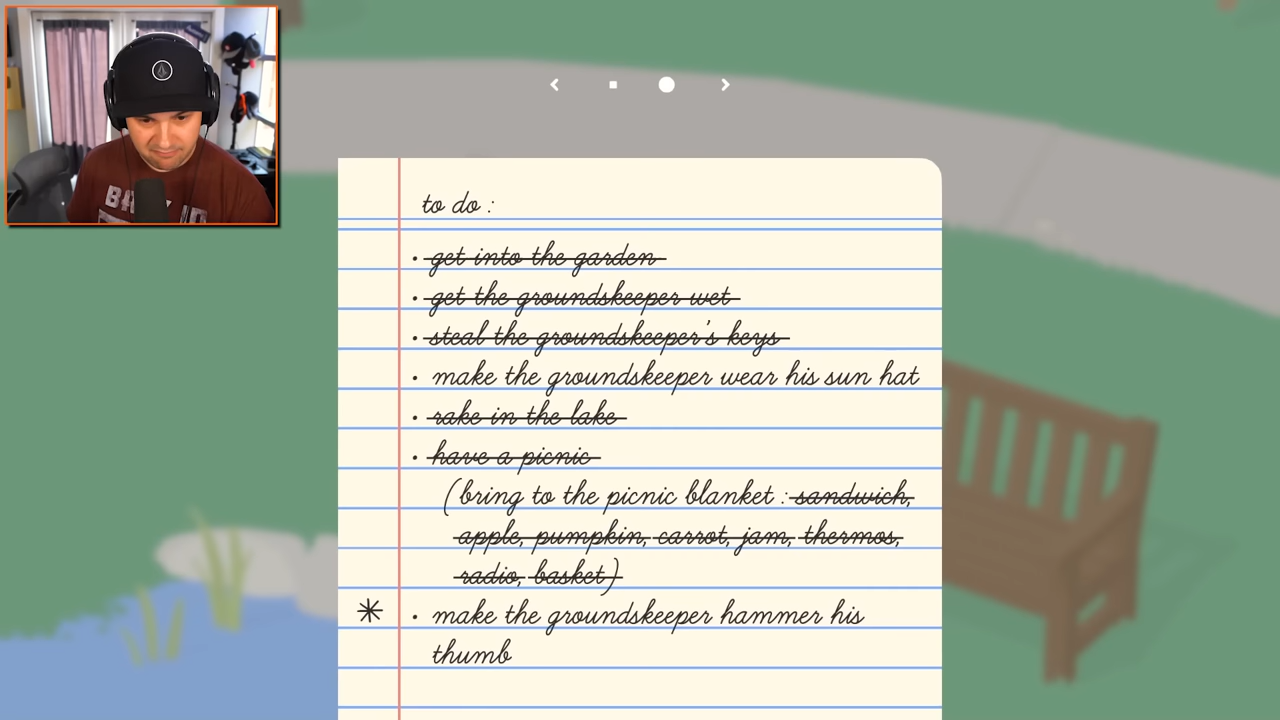 to do :
• get into the garden
• get the groundskeeper wet
• steal the groundskeeper's keys
• make the groundskeeper wear his sun hat
• rake in the lake
• have a picnic
(bring to the picnic blanket : sandwich,
apple, pumpkin, carrot, jam, thermos,
radio, basket)
* • make the groundskeeper hammer his
thumb